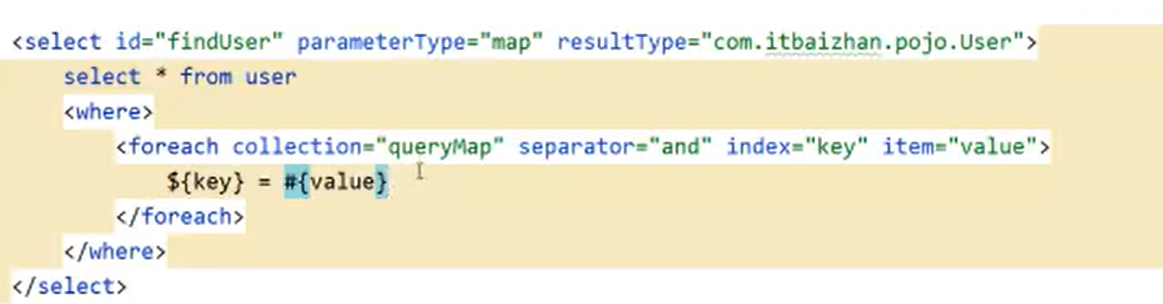 <select id="findUser" parameterType="map" resultType="com.itbaizhan.pojo.User">
select * from user
<where>
<foreach collection="queryMap" separator="and" index="key" item="value">
${key} = #{value}
</foreach>
</where>
</select>